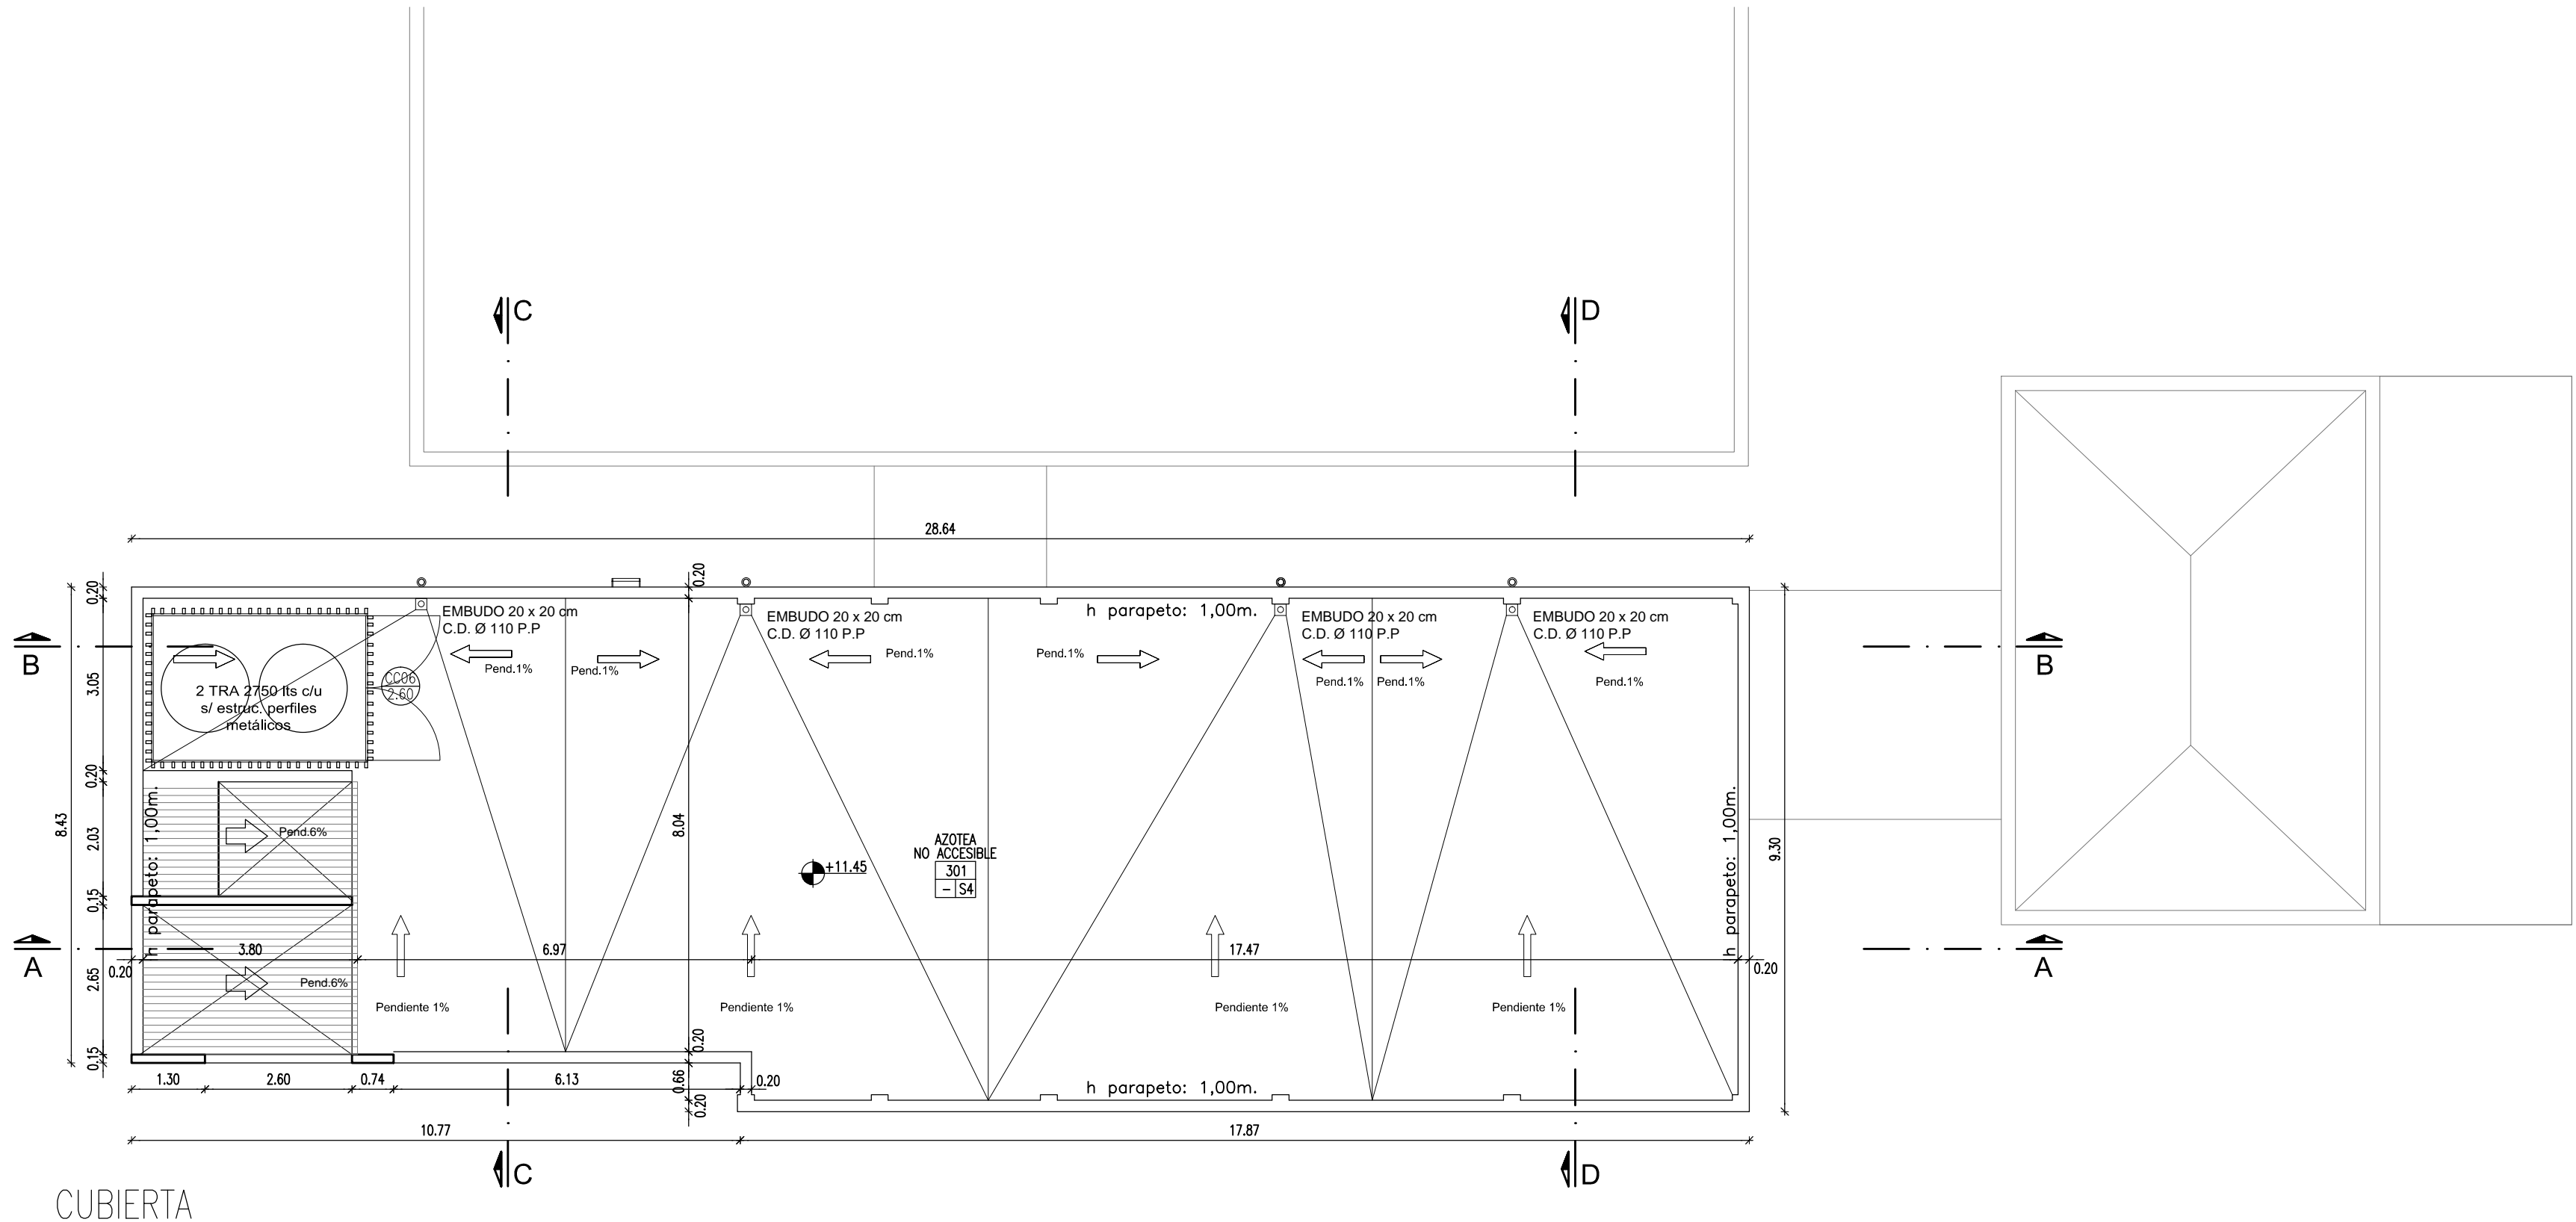 C
D
28.64
0.20
0.20
EMBUDO 20 x 20 cm
C.D. Ø 110 P.P
EMBUDO 20 x 20 cm
C.D. Ø 110 P.P
h parapeto: 1,00m.
EMBUDO 20 x 20 cm
C.D. Ø 110 P.P
EMBUDO 20 x 20 cm
C.D. Ø 110 P.P
B
B
Pend.1%
Pend.1%
Pend.1%
Pend.1%
Pend.1%
Pend.1%
Pend.1%
3.05
CC06
2.60
2 TRA 2750 lts c/u
s/ estruc. perfiles
metálicos
0.20
8.43
2.03
h parapeto: 1,00m.
Pend.6%
8.04
AZOTEA
NO ACCESIBLE
301
- S4
+11.45
h parapeto: 1,00m.
9.30
0.15
A
A
0.20
3.80
6.97
17.47
0.20
2.65
Pend.6%
Pendiente 1%
Pendiente 1%
Pendiente 1%
Pendiente 1%
0.15
0.20
1.30
2.60
0.74
6.13
0.66
0.20
0.20
h parapeto: 1,00m.
10.77
17.87
C
D
CUBIERTA